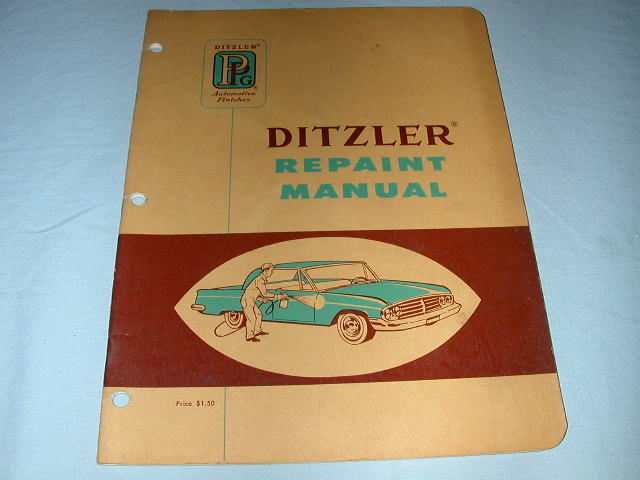 DITZLER®
PPG®
Automotive
Finishes
DITZLER®
REPAINT
MANUAL
Price $1.50